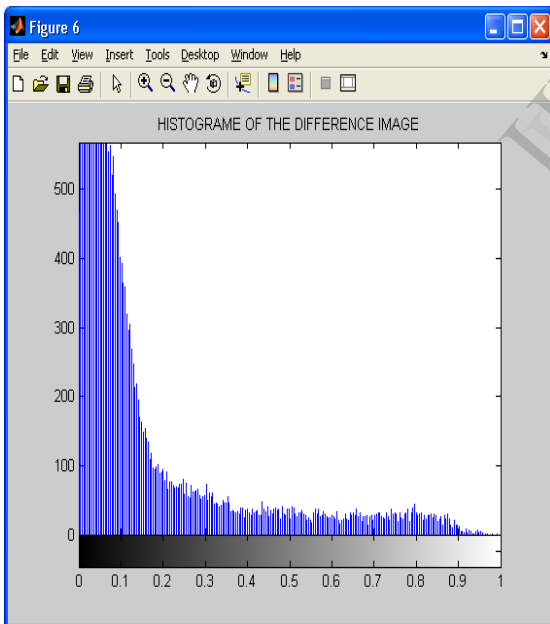 Figure 6
File Edit View Insert Tools Desktop Window Help
HISTOGRAME OF THE DIFFERENCE IMAGE
500
400
300
200
100
0
0 0.1 0.2 0.3 0.4 0.5 0.6 0.7 0.8 0.9 1